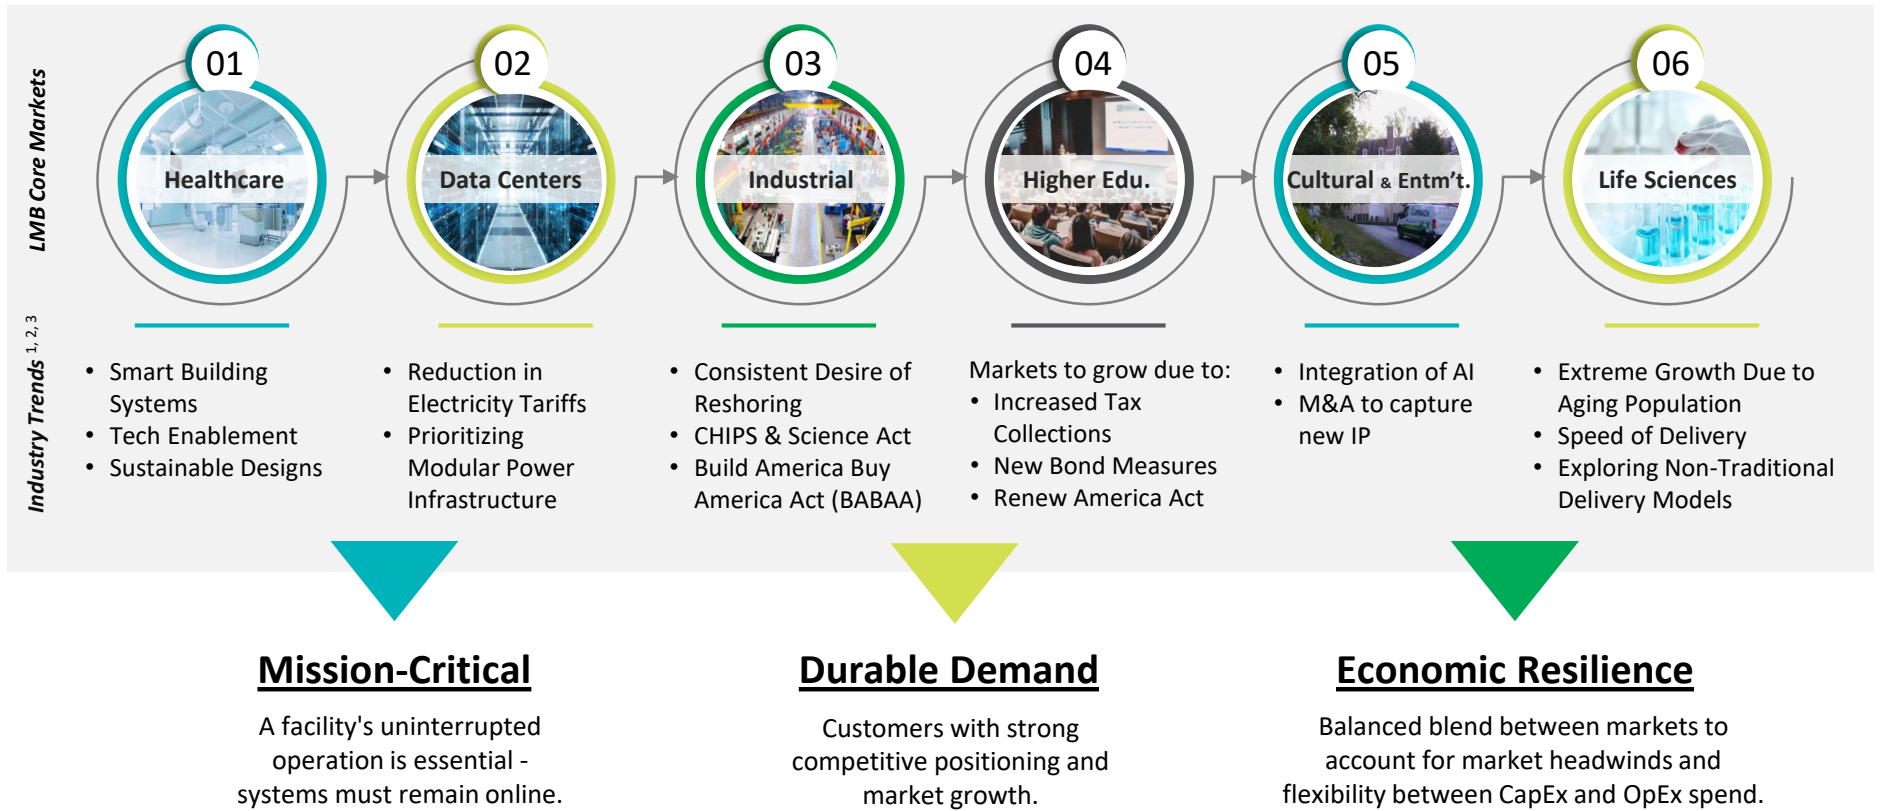 LMB Core Markets
01
02
03
04
05
06
Healthcare
Data Centers
Industrial
Higher Edu.
Cultural & Entm't.
Life Sciences
Industry Trends 1, 2, 3
• Smart Building
Systems
• Tech Enablement
• Sustainable Designs
• Reduction in
Electricity Tariffs
• Prioritizing
Modular Power
Infrastructure
• Consistent Desire of
Reshoring
• CHIPS & Science Act
• Build America Buy
America Act (BABAA)
Markets to grow due to:
• Increased Tax
Collections
• New Bond Measures
• Renew America Act
• Integration of AI
• M&A to capture
new IP
• Extreme Growth Due to
Aging Population
• Speed of Delivery
• Exploring Non-Traditional
Delivery Models
Mission-Critical
A facility's uninterrupted
operation is essential -
systems must remain online.
Durable Demand
Customers with strong
competitive positioning and
market growth.
Economic Resilience
Balanced blend between markets to
account for market headwinds and
flexibility between CapEx and OpEx spend.